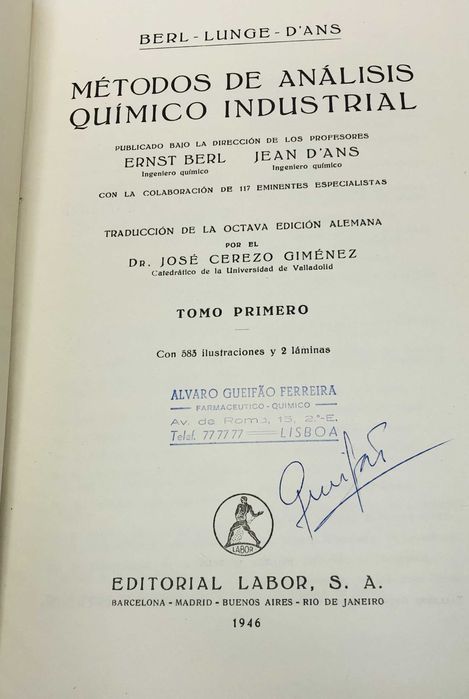 BERL - LUNGE - D'ANS
MÉTODOS DE ANÁLISIS
QUÍMICO INDUSTRIAL
PUBLICADO BAJO LA DIRECCIÓN DE LOS PROFESORES
ERNST BERL JEAN D'ANS
Ingeniero químico Ingeniero químico
CON LA COLABORACIÓN DE 117 EMINENTES ESPECIALISTAS
TRADUCCIÓN DE LA OCTAVA EDICIÓN ALEMANA
POR EL
DR. JOSÉ CEREZO GIMÉNEZ
Catedrático de la Universidad de Valladolid
TOMO PRIMERO
Con 583 ilustraciones y 2 láminas
ALVARO GUEIFÃO FERREIRA
FARMACEUTICO - QUIMICO
Av. de Roma, 15, 2.º-E.
Telef. 77 77 77 LISBOA
Gueifão
LABOR
EDITORIAL LABOR, S. A.
BARCELONA - MADRID - BUENOS AIRES - RIO DE JANEIRO
1946